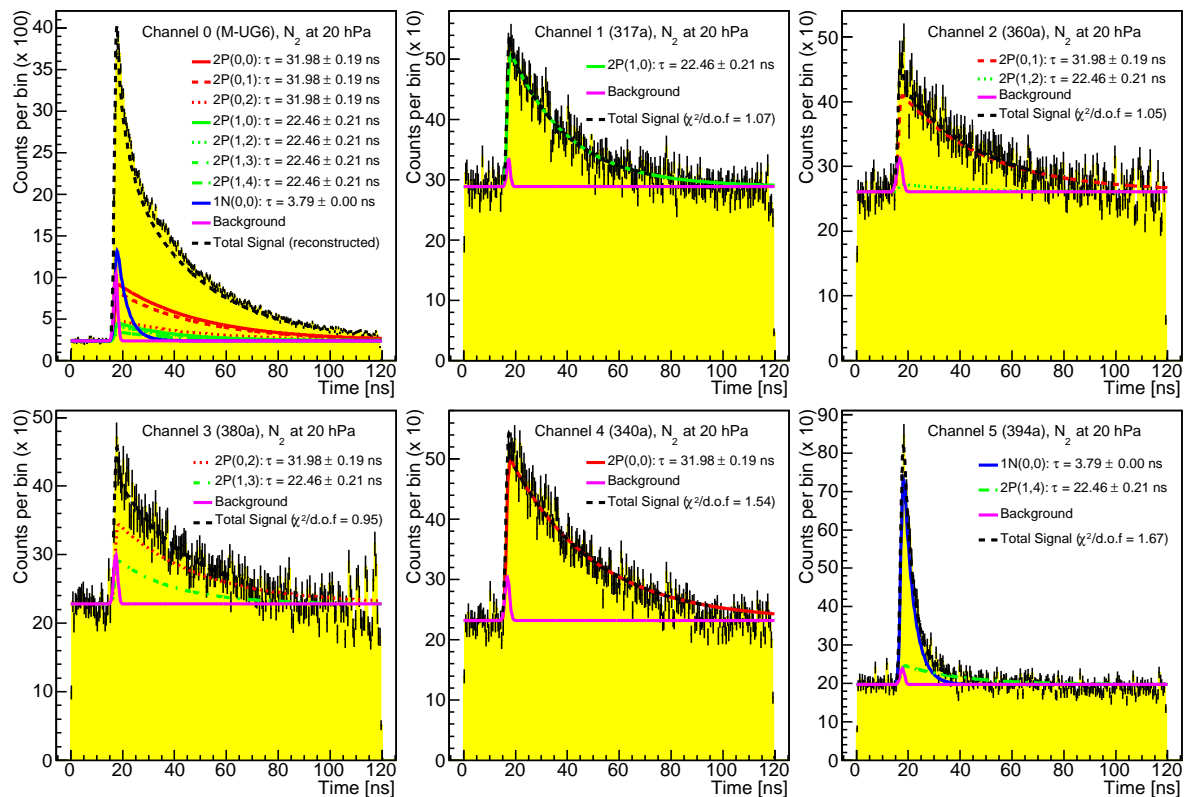 Channel 0 (M-UG6), N2 at 20 hPa
2P(0,0): τ = 31.98 ± 0.19 ns
2P(0,1): τ = 31.98 ± 0.19 ns
2P(0,2): τ = 31.98 ± 0.19 ns
2P(1,0): τ = 22.46 ± 0.21 ns
2P(1,2): τ = 22.46 ± 0.21 ns
2P(1,3): τ = 22.46 ± 0.21 ns
2P(1,4): τ = 22.46 ± 0.21 ns
1N(0,0): τ = 3.79 ± 0.00 ns
Background
Total Signal (reconstructed)
Counts per bin (x 100)
40
35
30
25
20
15
10
5
0
0 20 40 60 80 100 120
Time [ns]
Channel 1 (317a), N2 at 20 hPa
2P(1,0): τ = 22.46 ± 0.21 ns
Background
Total Signal (χ²/d.o.f = 1.07)
Counts per bin (x 10)
50
40
30
20
10
0
0 20 40 60 80 100 120
Time [ns]
Channel 2 (360a), N2 at 20 hPa
2P(0,1): τ = 31.98 ± 0.19 ns
2P(1,2): τ = 22.46 ± 0.21 ns
Background
Total Signal (χ²/d.o.f = 1.05)
Counts per bin (x 10)
50
40
30
20
10
0
0 20 40 60 80 100 120
Time [ns]
Channel 3 (380a), N2 at 20 hPa
2P(0,2): τ = 31.98 ± 0.19 ns
2P(1,3): τ = 22.46 ± 0.21 ns
Background
Total Signal (χ²/d.o.f = 0.95)
Counts per bin (x 10)
50
40
30
20
10
0
0 20 40 60 80 100 120
Time [ns]
Channel 4 (340a), N2 at 20 hPa
2P(0,0): τ = 31.98 ± 0.19 ns
Background
Total Signal (χ²/d.o.f = 1.54)
Counts per bin (x 10)
50
40
30
20
10
0
0 20 40 60 80 100 120
Time [ns]
Channel 5 (394a), N2 at 20 hPa
1N(0,0): τ = 3.79 ± 0.00 ns
2P(1,4): τ = 22.46 ± 0.21 ns
Background
Total Signal (χ²/d.o.f = 1.67)
Counts per bin (x 10)
90
80
70
60
50
40
30
20
10
0
0 20 40 60 80 100 120
Time [ns]